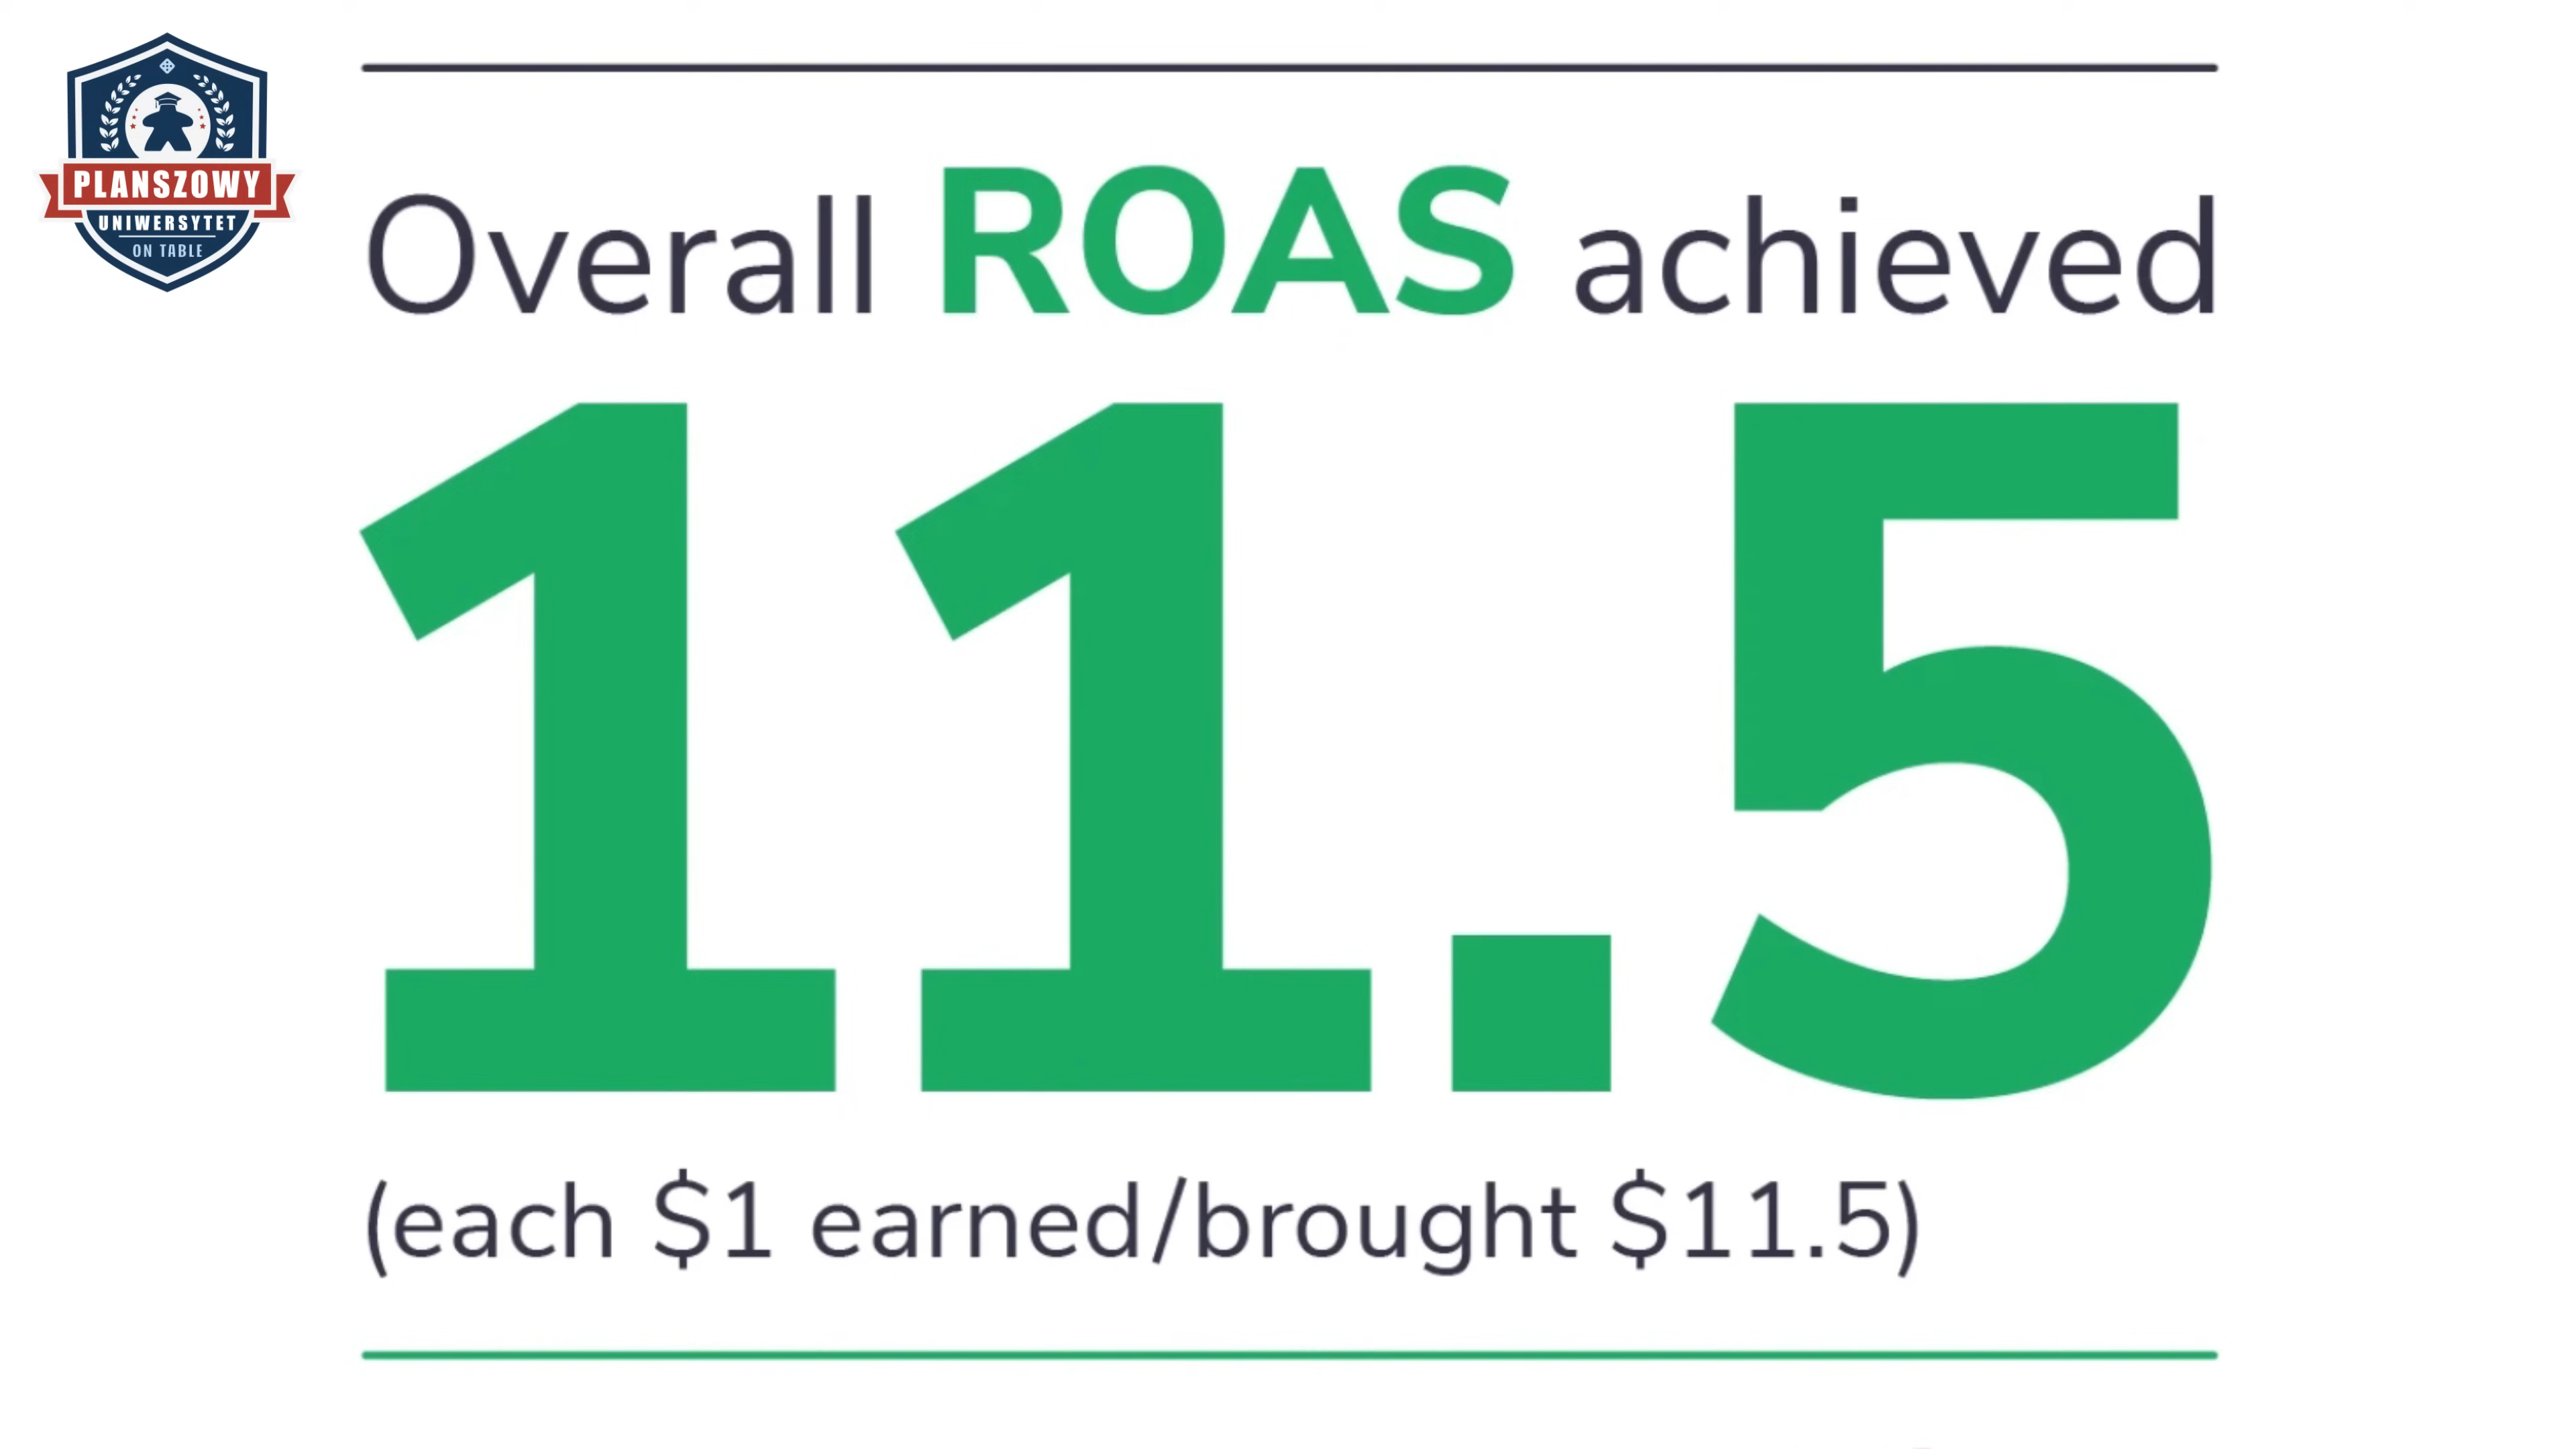 PLANSZOWY
UNIWERSYTET
ON TABLE
Overall ROAS achieved
11.5
(each $1 earned/brought $11.5)